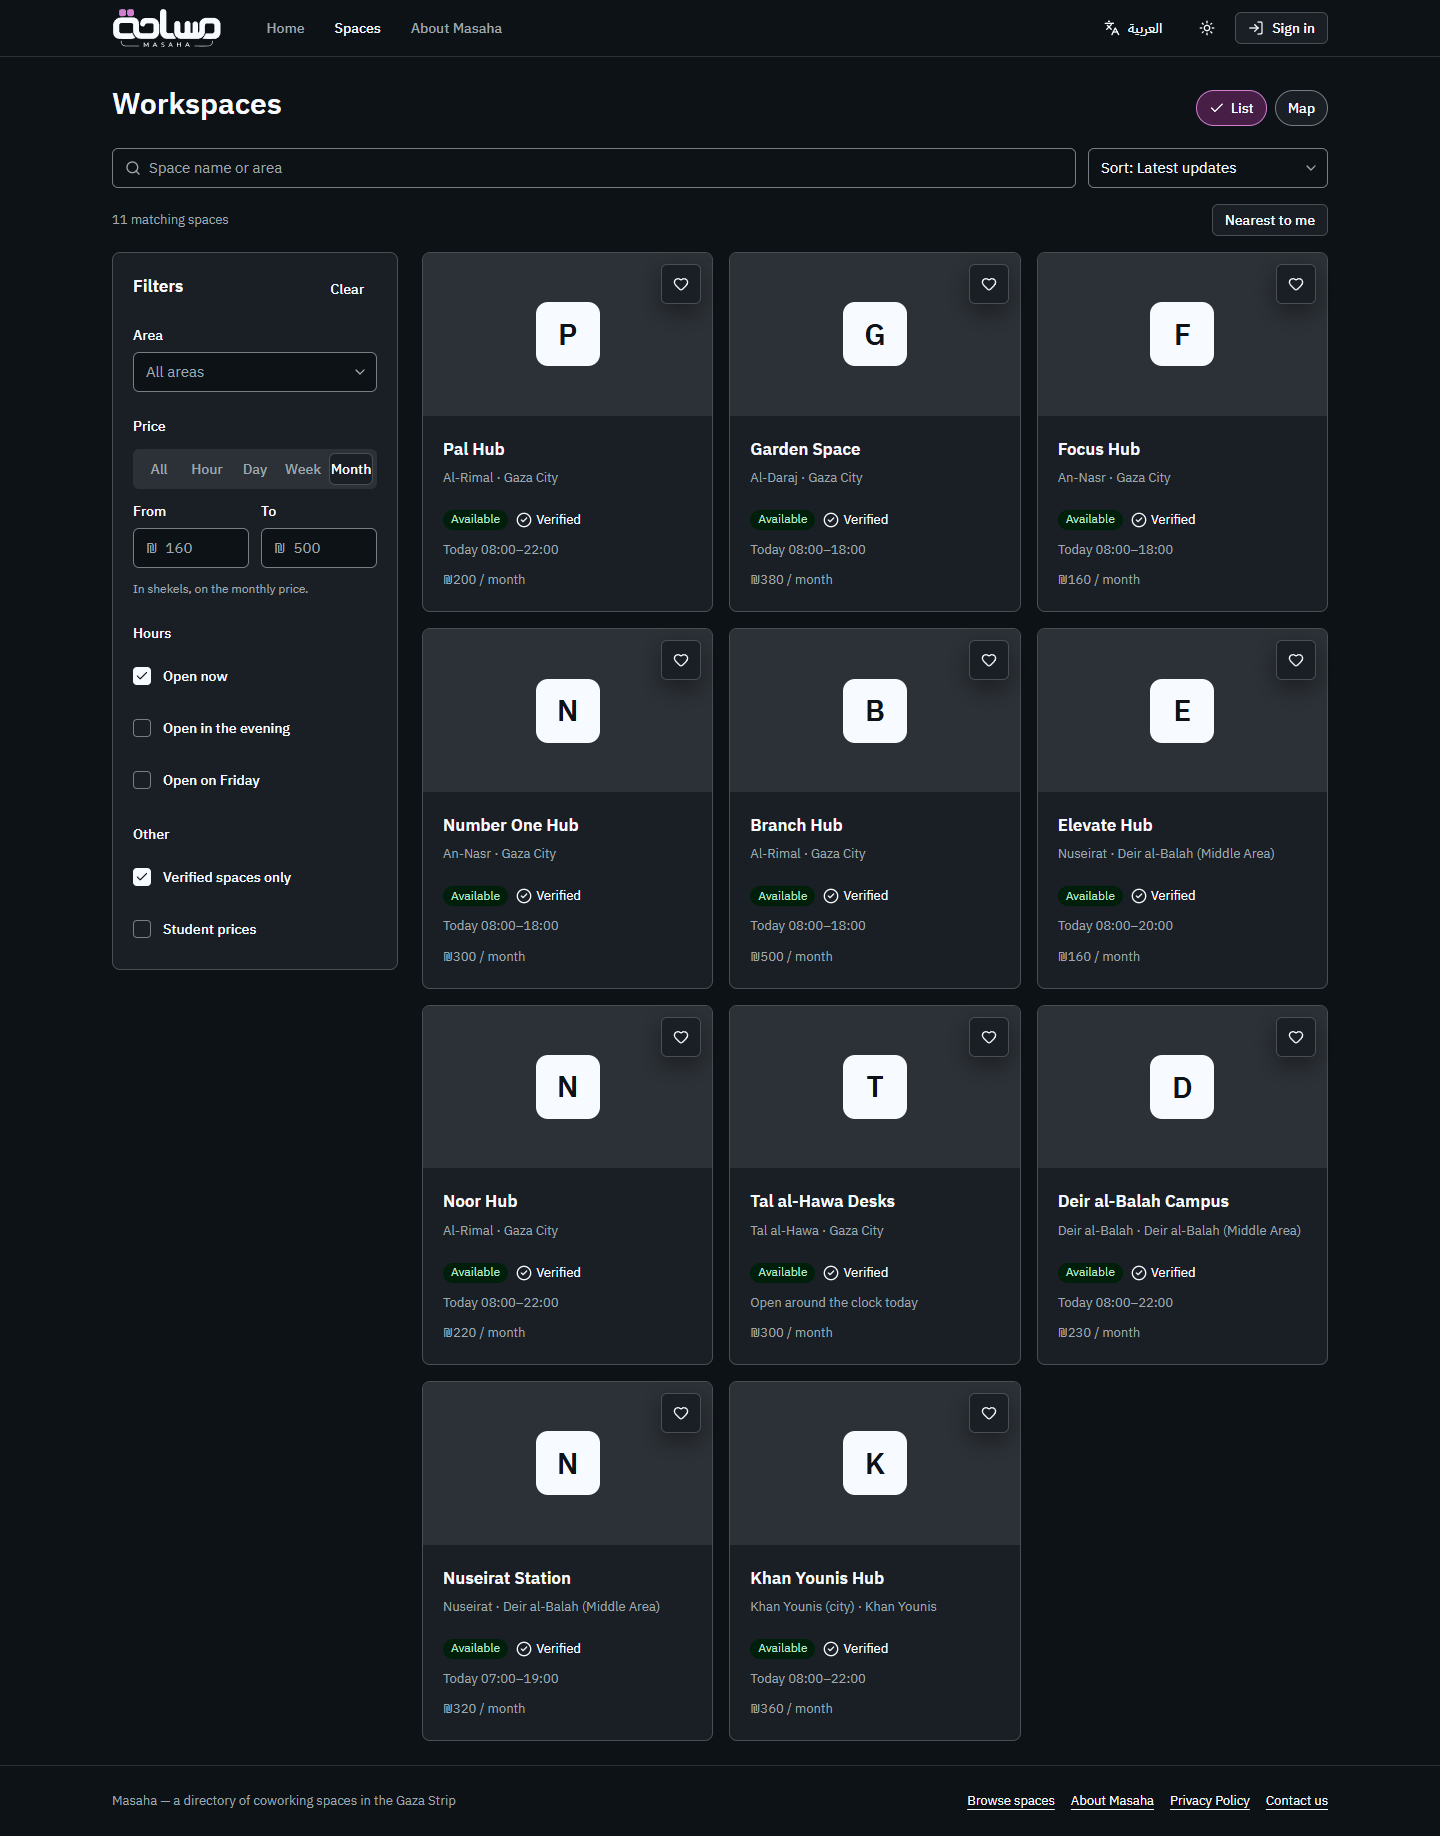 مساحة
MASAHA
Home
Spaces
About Masaha
العربية
Sign in
Workspaces
List
Map
Space name or area
Sort: Latest updates
11 matching spaces
Nearest to me
Filters
Clear
Area
All areas
Price
All
Hour
Day
Week
Month
From
To
₪ 160
₪ 500
In shekels, on the monthly price.
Hours
Open now
Open in the evening
Open on Friday
Other
Verified spaces only
Student prices
P
Pal Hub
Al-Rimal · Gaza City
Available
Verified
Today 08:00–22:00
₪200 / month
G
Garden Space
Al-Daraj · Gaza City
Available
Verified
Today 08:00–18:00
₪380 / month
F
Focus Hub
An-Nasr · Gaza City
Available
Verified
Today 08:00–18:00
₪160 / month
N
Number One Hub
An-Nasr · Gaza City
Available
Verified
Today 08:00–18:00
₪300 / month
B
Branch Hub
Al-Rimal · Gaza City
Available
Verified
Today 08:00–18:00
₪500 / month
E
Elevate Hub
Nuseirat · Deir al-Balah (Middle Area)
Available
Verified
Today 08:00–20:00
₪160 / month
N
Noor Hub
Al-Rimal · Gaza City
Available
Verified
Today 08:00–22:00
₪220 / month
T
Tal al-Hawa Desks
Tal al-Hawa · Gaza City
Available
Verified
Open around the clock today
₪300 / month
D
Deir al-Balah Campus
Deir al-Balah · Deir al-Balah (Middle Area)
Available
Verified
Today 08:00–22:00
₪230 / month
N
Nuseirat Station
Nuseirat · Deir al-Balah (Middle Area)
Available
Verified
Today 07:00–19:00
₪320 / month
K
Khan Younis Hub
Khan Younis (city) · Khan Younis
Available
Verified
Today 08:00–22:00
₪360 / month
Masaha — a directory of coworking spaces in the Gaza Strip
Browse spaces
About Masaha
Privacy Policy
Contact us